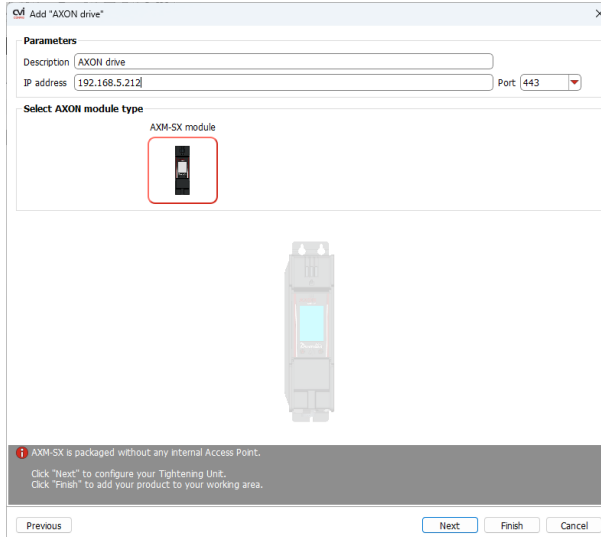 cvi
Add "AXON drive"
Parameters
Description AXON drive
IP address 192.168.5.212 Port 443
Select AXON module type
AXM-SX module
AXM-SX is packaged without any internal Access Point.
Click "Next" to configure your Tightening Unit.
Click "Finish" to add your product to your working area.
Previous Next Finish Cancel